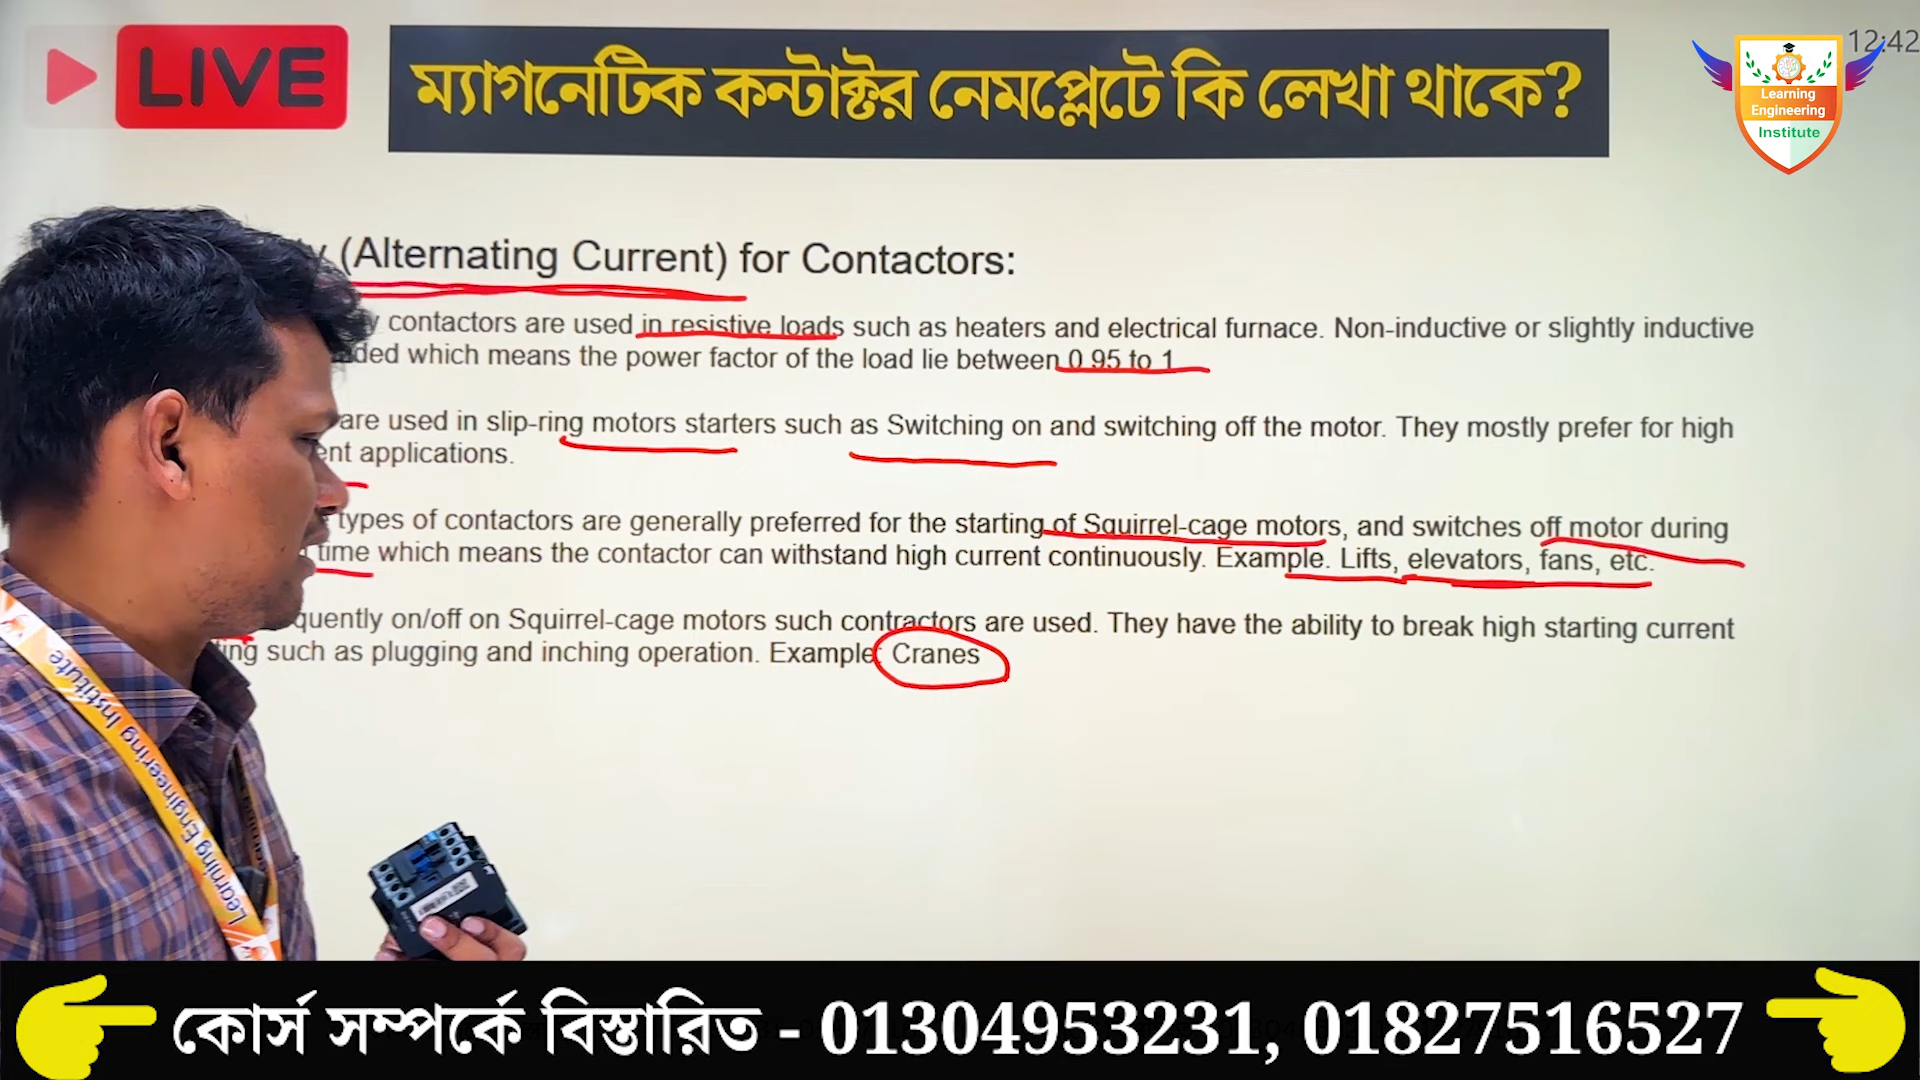 LIVE
ম্যাগনেটিক কন্টাক্টর নেমপ্লেটে কি লেখা থাকে?
12:42
Learning
Engineering
Institute
(Alternating Current) for Contactors:
contactors are used in resistive loads such as heaters and electrical furnace. Non-inductive or slightly inductive
which means the power factor of the load lie between 0.95 to 1
are used in slip-ring motors starters such as Switching on and switching off the motor. They mostly prefer for high
applications.
types of contactors are generally preferred for the starting of Squirrel-cage motors, and switches off motor during
time which means the contactor can withstand high current continuously. Example. Lifts, elevators, fans, etc.
on/off on Squirrel-cage motors such contractors are used. They have the ability to break high starting current
such as plugging and inching operation. Example: Cranes
Learning Engineering Institute
কোর্স সম্পর্কে বিস্তারিত - 01304953231, 01827516527